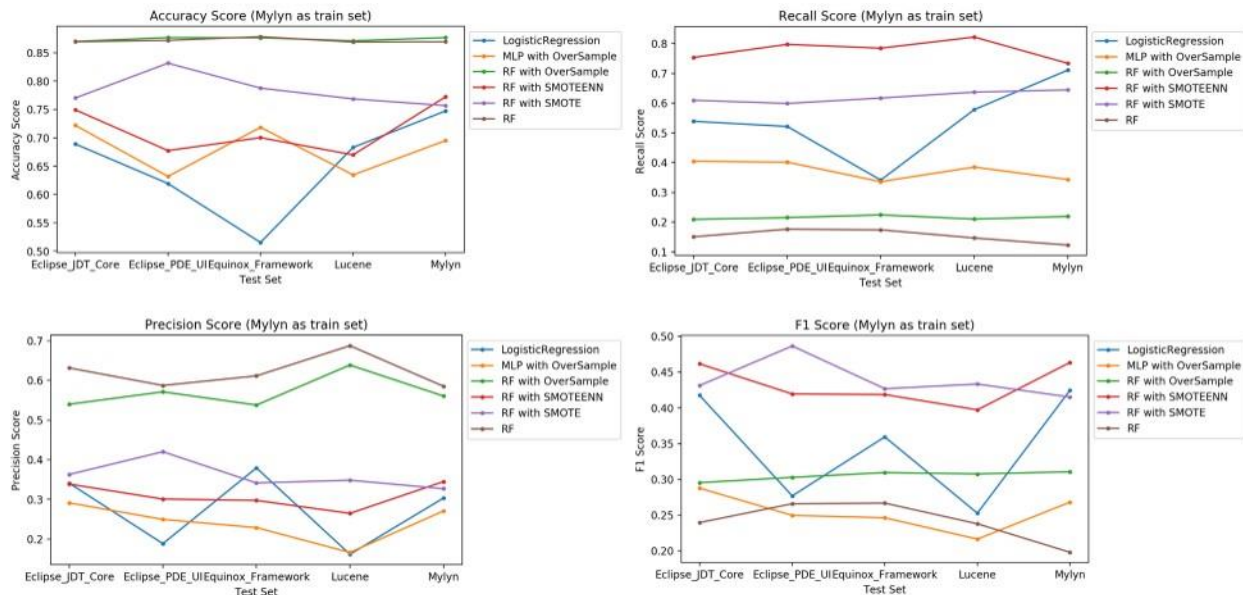 Accuracy Score (Mylyn as train set)
0.85
0.80
0.75
0.70
0.65
0.60
0.55
0.50
Accuracy Score
Eclipse_JDT_Core Eclipse_PDE_UI Equinox_Framework Lucene Mylyn
Test Set
LogisticRegression
MLP with OverSample
RF with OverSample
RF with SMOTEENN
RF with SMOTE
RF
Recall Score (Mylyn as train set)
0.8
0.7
0.6
0.5
0.4
0.3
0.2
0.1
Recall Score
Eclipse_JDT_Core Eclipse_PDE_UI Equinox_Framework Lucene Mylyn
Test Set
LogisticRegression
MLP with OverSample
RF with OverSample
RF with SMOTEENN
RF with SMOTE
RF
Precision Score (Mylyn as train set)
0.7
0.6
0.5
0.4
0.3
0.2
Precision Score
Eclipse_JDT_Core Eclipse_PDE_UI Equinox_Framework Lucene Mylyn
Test Set
LogisticRegression
MLP with OverSample
RF with OverSample
RF with SMOTEENN
RF with SMOTE
RF
F1 Score (Mylyn as train set)
0.50
0.45
0.40
0.35
0.30
0.25
0.20
F1 Score
Eclipse_JDT_Core Eclipse_PDE_UI Equinox_Framework Lucene Mylyn
Test Set
LogisticRegression
MLP with OverSample
RF with OverSample
RF with SMOTEENN
RF with SMOTE
RF